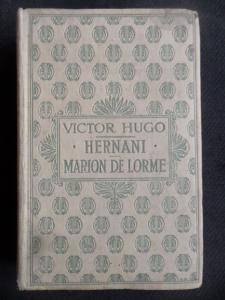 VICTOR HUGO
HERNANI
MARION DE LORME